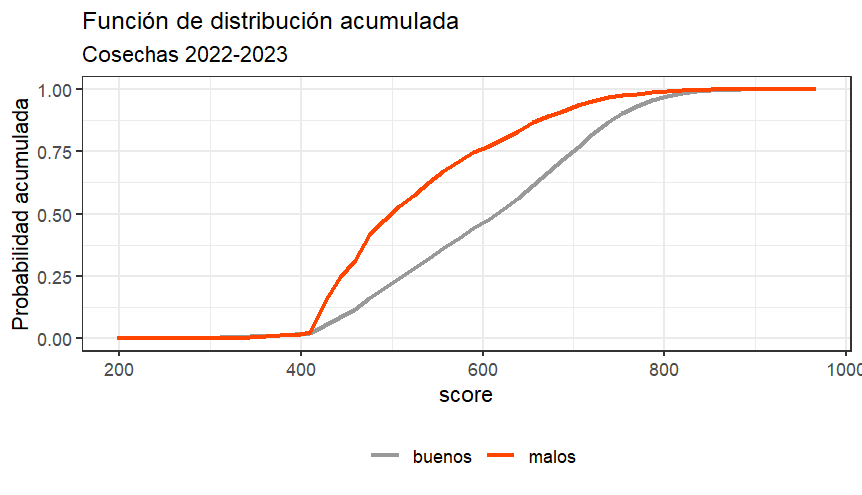 Función de distribución acumulada
Cosechas 2022-2023
Probabilidad acumulada
1.00
0.75
0.50
0.25
0.00
200
400
600
800
1000
score
buenos
malos